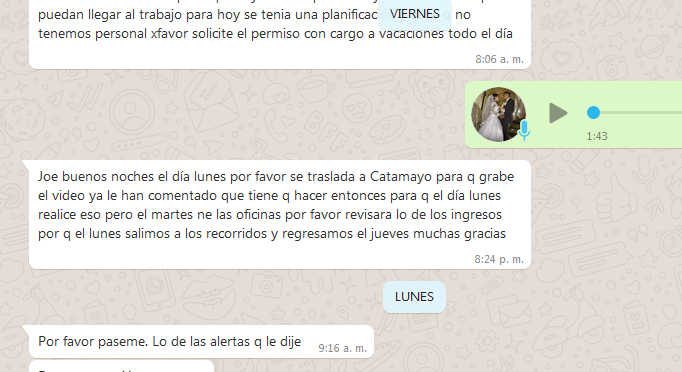 puedan llegar al trabajo para hoy se tenia una planificac no
VIERNES
tenemos personal xfavor solicite el permiso con cargo a vacaciones todo el día
8:06 a. m.
1:43
Joe buenos noches el día lunes por favor se traslada a Catamayo para q grabe
el video ya le han comentado que tiene q hacer entonces para q el día lunes
realice eso pero el martes ne las oficinas por favor revisara lo de los ingresos
por q el lunes salimos a los recorridos y regresamos el jueves muchas gracias
8:24 p. m.
LUNES
Por favor paseme. Lo de las alertas q le dije
9:16 a. m.